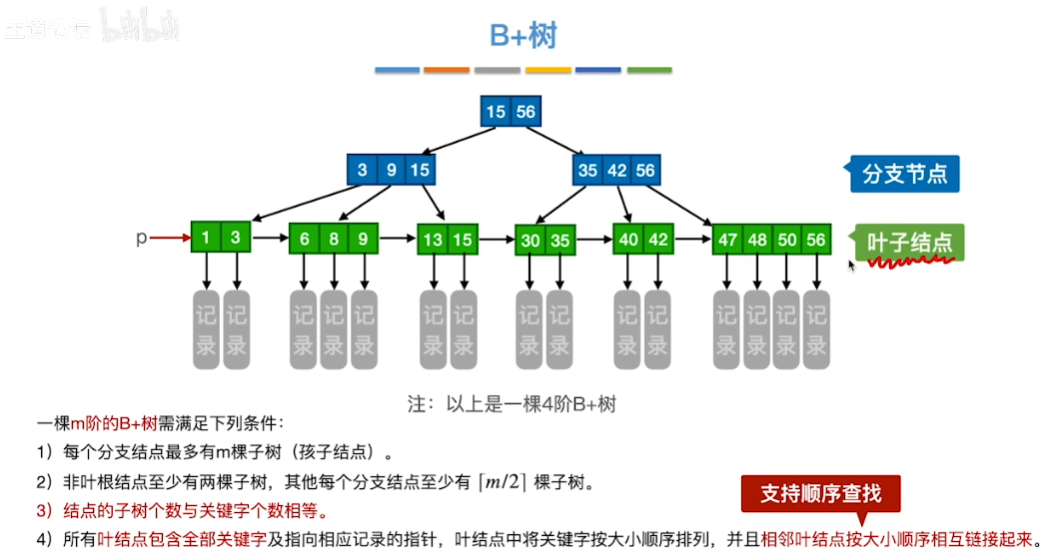 王道论坛 bilibili
B+树
15 56
3 9 15 35 42 56 分支节点
p 1 3 6 8 9 13 15 30 35 40 42 47 48 50 56 叶子结点
记录 记录 记录 记录 记录 记录 记录 记录 记录 记录 记录 记录 记录 记录 记录
注：以上是一棵4阶B+树
一棵m阶的B+树需满足下列条件：
1）每个分支结点最多有m棵子树（孩子结点）。
2）非叶根结点至少有两棵子树，其他每个分支结点至少有 ⌈m/2⌉ 棵子树。
3）结点的子树个数与关键字个数相等。
支持顺序查找
4）所有叶结点包含全部关键字及指向相应记录的指针，叶结点中将关键字按大小顺序排列，并且相邻叶结点按大小顺序相互链接起来。